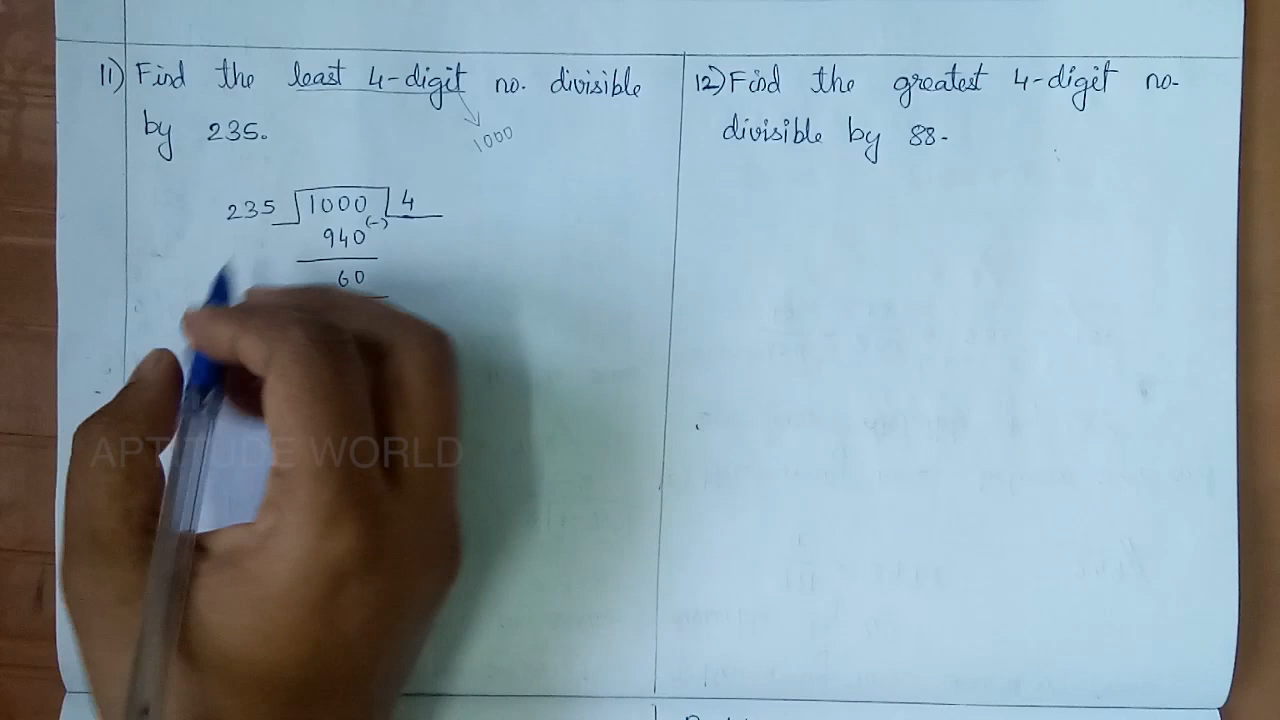 11) Find the least 4-digit no. divisible
by 235.
1000
235 1000 4
(-)
940
60
12) Find the greatest 4-digit no.
divisible by 88.
APTITUDE WORLD